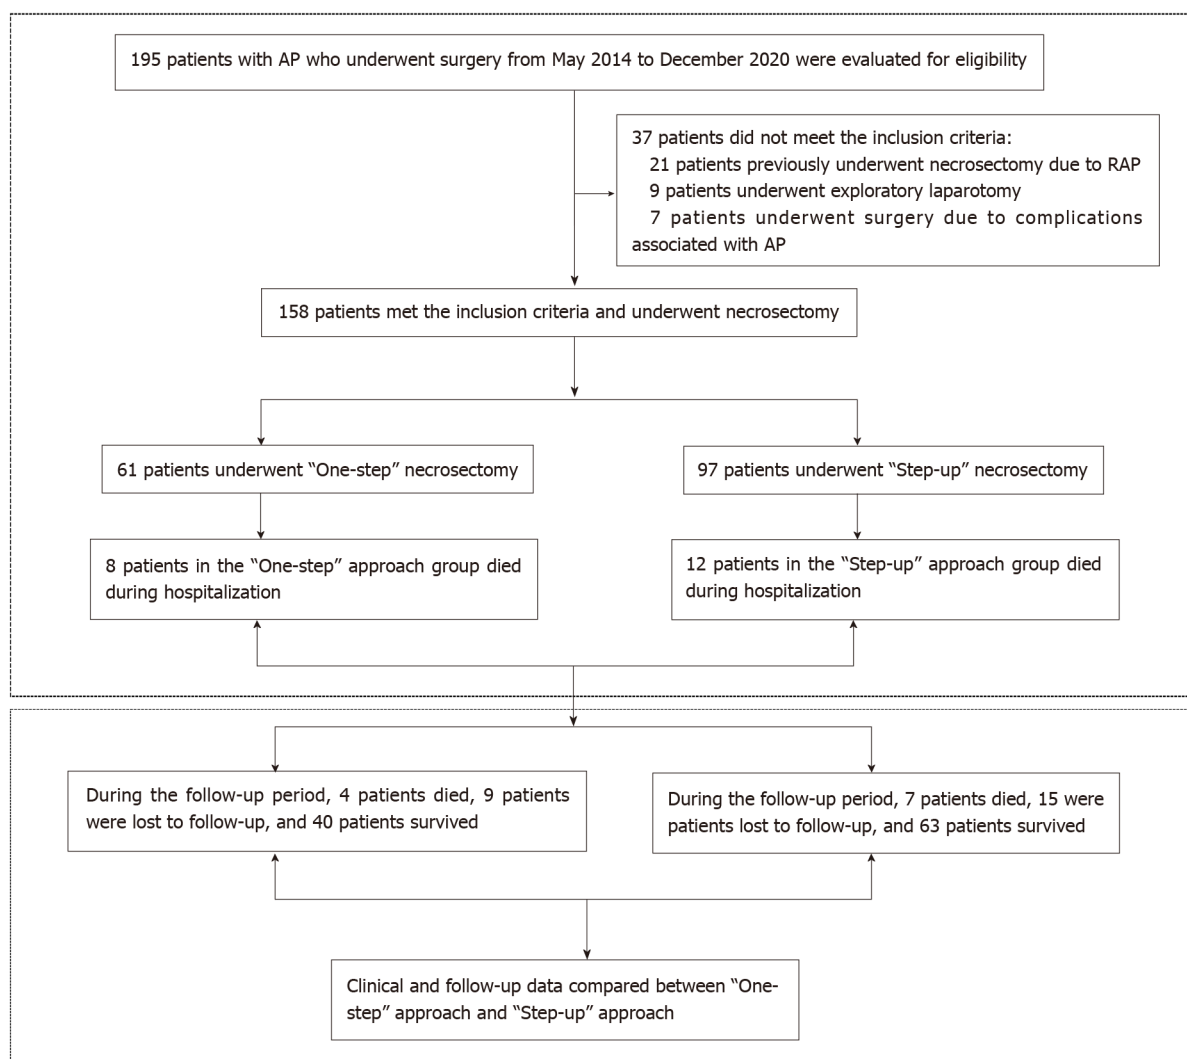 195 patients with AP who underwent surgery from May 2014 to December 2020 were evaluated for eligibility
37 patients did not meet the inclusion criteria:
21 patients previously underwent necrosectomy due to RAP
9 patients underwent exploratory laparotomy
7 patients underwent surgery due to complications
associated with AP
158 patients met the inclusion criteria and underwent necrosectomy
61 patients underwent “One-step” necrosectomy
97 patients underwent “Step-up” necrosectomy
8 patients in the “One-step” approach group died
during hospitalization
12 patients in the “Step-up” approach group died
during hospitalization
During the follow-up period, 4 patients died, 9 patients
were lost to follow-up, and 40 patients survived
During the follow-up period, 7 patients died, 15 were
patients lost to follow-up, and 63 patients survived
Clinical and follow-up data compared between “One-
step” approach and “Step-up” approach